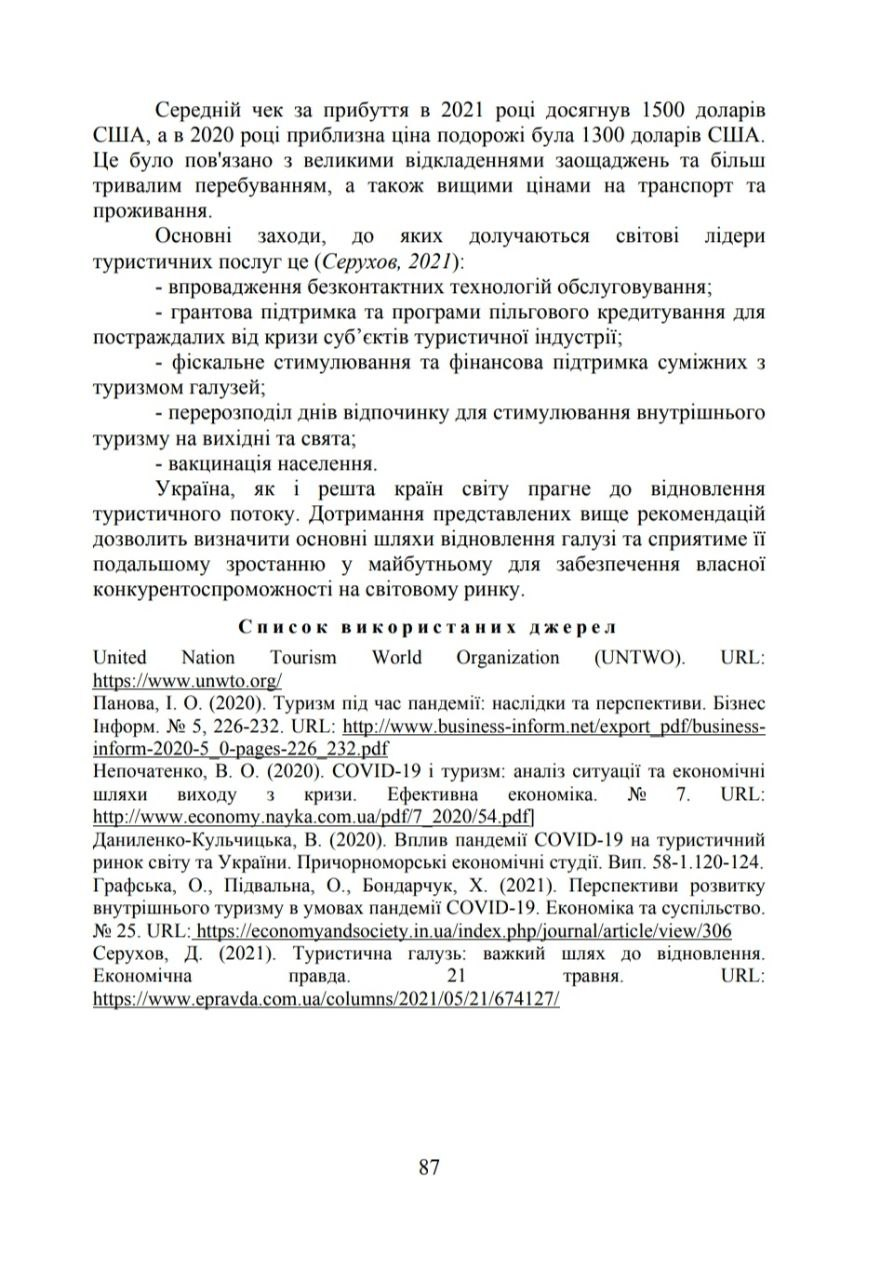 Середній чек за прибуття в 2021 році досягнув 1500 доларів
США, а в 2020 році приблизна ціна подорожі була 1300 доларів США.
Це було пов'язано з великими відкладеннями заощаджень та більш
тривалим перебуванням, а також вищими цінами на транспорт та
проживання.
Основні заходи, до яких долучаються світові лідери
туристичних послуг це (Серухов, 2021):
- впровадження безконтактних технологій обслуговування;
- грантова підтримка та програми пільгового кредитування для
постраждалих від кризи суб’єктів туристичної індустрії;
- фіскальне стимулювання та фінансова підтримка суміжних з
туризмом галузей;
- перерозподіл днів відпочинку для стимулювання внутрішнього
туризму на вихідні та свята;
- вакцинація населення.
Україна, як і решта країн світу прагне до відновлення
туристичного потоку. Дотримання представлених вище рекомендацій
дозволить визначити основні шляхи відновлення галузі та сприятиме її
подальшому зростанню у майбутньому для забезпечення власної
конкурентоспроможності на світовому ринку.
Список використаних джерел
United Nation Tourism World Organization (UNTWO). URL:
https://www.unwto.org/
Панова, І. О. (2020). Туризм під час пандемії: наслідки та перспективи. Бізнес
Інформ. № 5, 226-232. URL: http://www.business-inform.net/export_pdf/business-
inform-2020-5_0-pages-226_232.pdf
Непочатенко, В. О. (2020). COVID-19 і туризм: аналіз ситуації та економічні
шляхи виходу з кризи. Ефективна економіка. № 7. URL:
http://www.economy.nayka.com.ua/pdf/7_2020/54.pdf]
Даниленко-Кульчицька, В. (2020). Вплив пандемії COVID-19 на туристичний
ринок світу та України. Причорноморські економічні студії. Вип. 58-1.120-124.
Графська, О., Підвальна, О., Бондарчук, Х. (2021). Перспективи розвитку
внутрішнього туризму в умовах пандемії COVID-19. Економіка та суспільство.
№ 25. URL: https://economyandsociety.in.ua/index.php/journal/article/view/306
Серухов, Д. (2021). Туристична галузь: важкий шлях до відновлення.
Економічна правда. 21 травня. URL:
https://www.epravda.com.ua/columns/2021/05/21/674127/
87